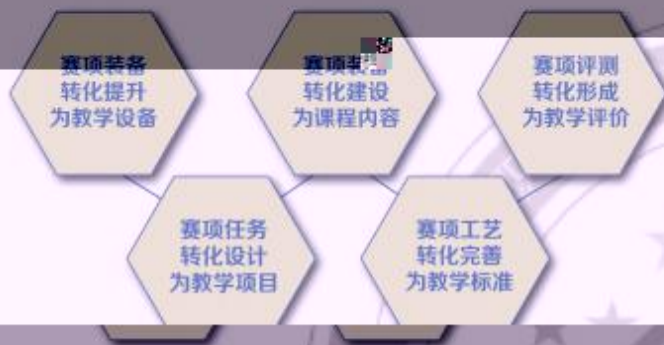 赛项装备
转化提升
为教学设备
赛项装备
转化建设
为课程内容
赛项评测
转化形成
为教学评价
赛项任务
转化设计
为教学项目
赛项工艺
转化完善
为教学标准